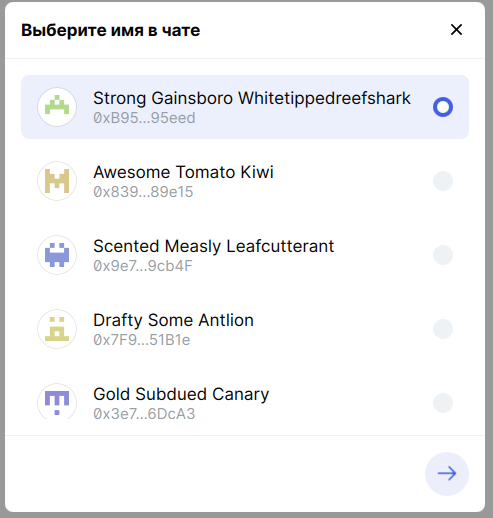 Выберите имя в чате
Strong Gainsboro Whitetippedreefshark
0xB95...95eed
Awesome Tomato Kiwi
0x839...89e15
Scented Measly Leafcutterant
0x9e7...9cb4F
Drafty Some Antlion
0x7F9...51B1e
Gold Subdued Canary
0x3e7...6DcA3